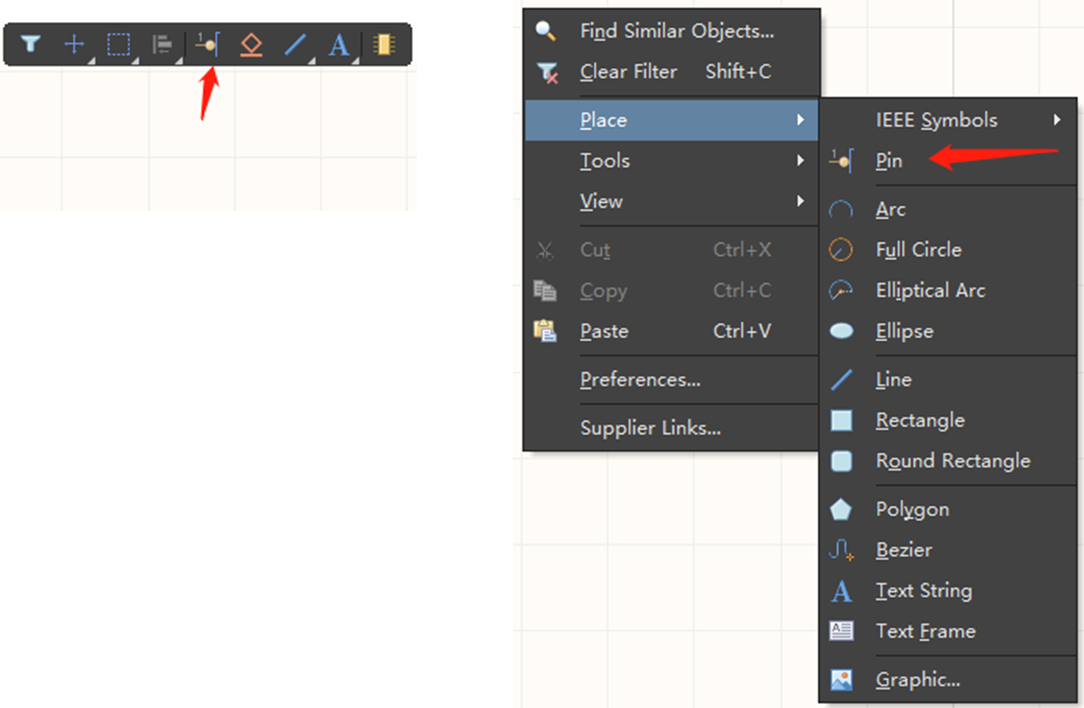 A
Find Similar Objects...
Clear Filter Shift+C
Place
Tools
View
Cut Ctrl+X
Copy Ctrl+C
Paste Ctrl+V
Preferences...
Supplier Links...
IEEE Symbols
1 Pin
Arc
Full Circle
Elliptical Arc
Ellipse
Line
Rectangle
Round Rectangle
Polygon
Bezier
A Text String
A Text Frame
Graphic...